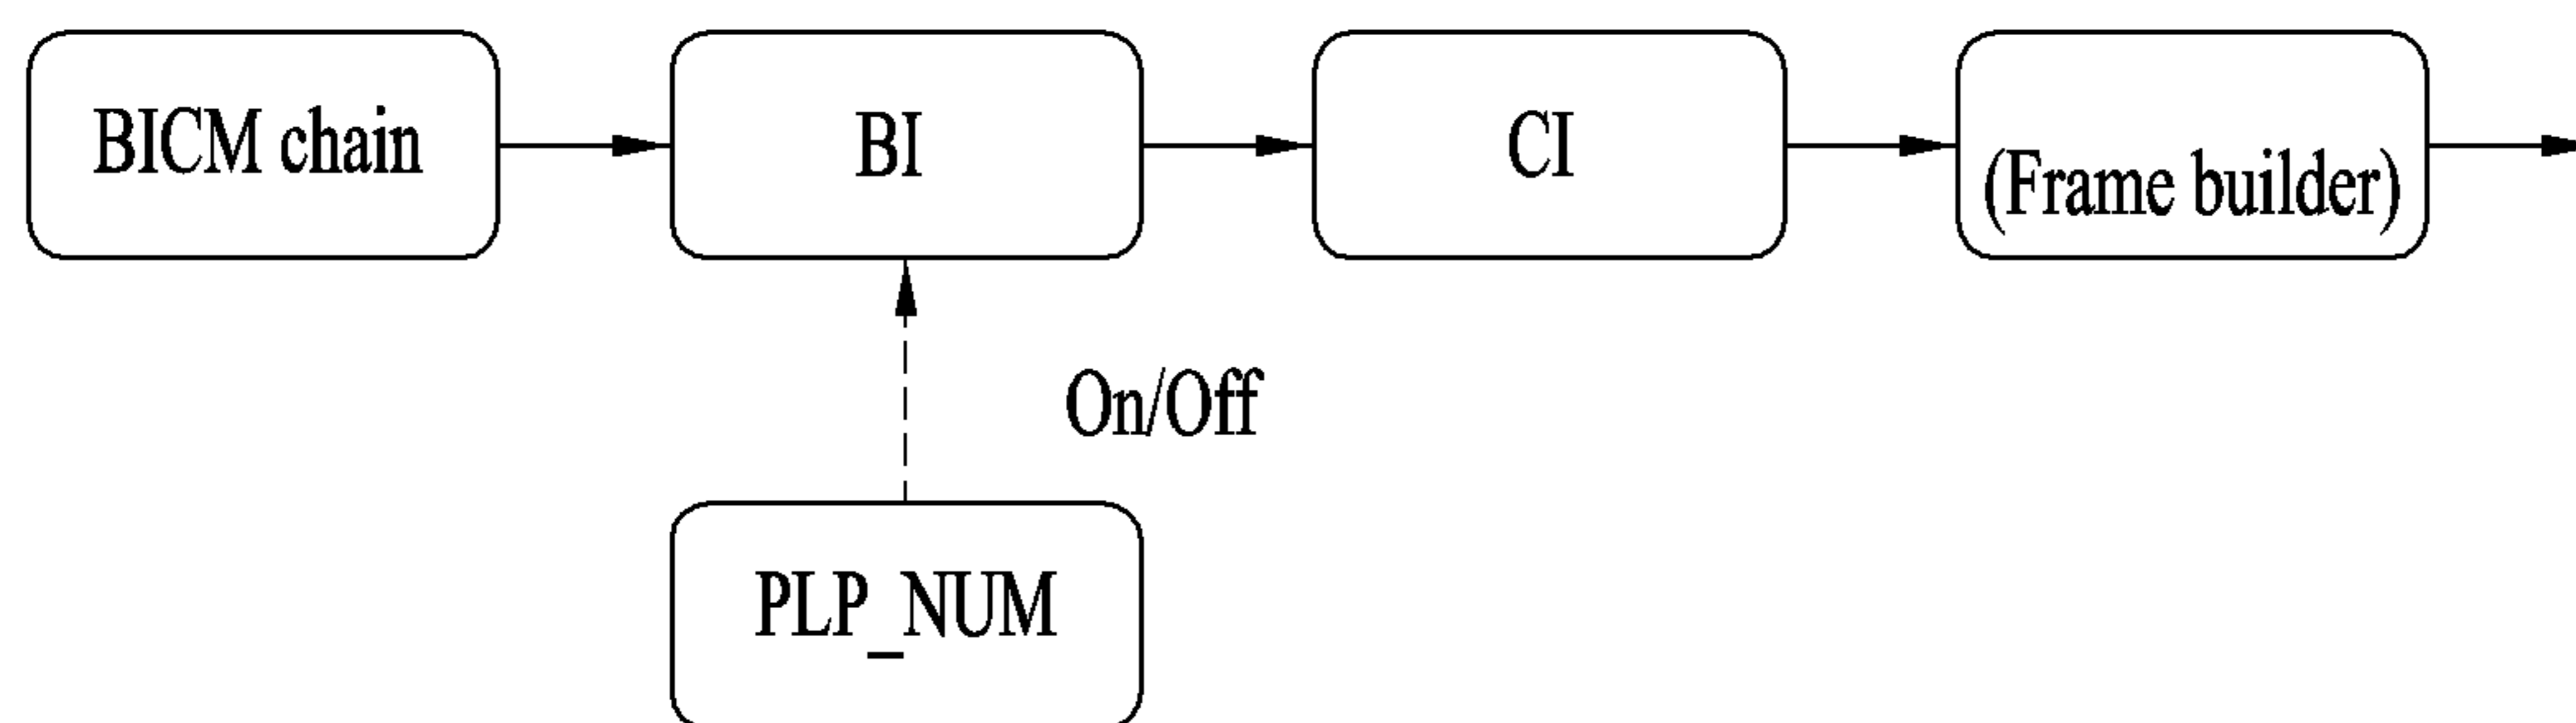 BICM chain
BI
CI
(Frame builder)
On/Off
PLP_NUM